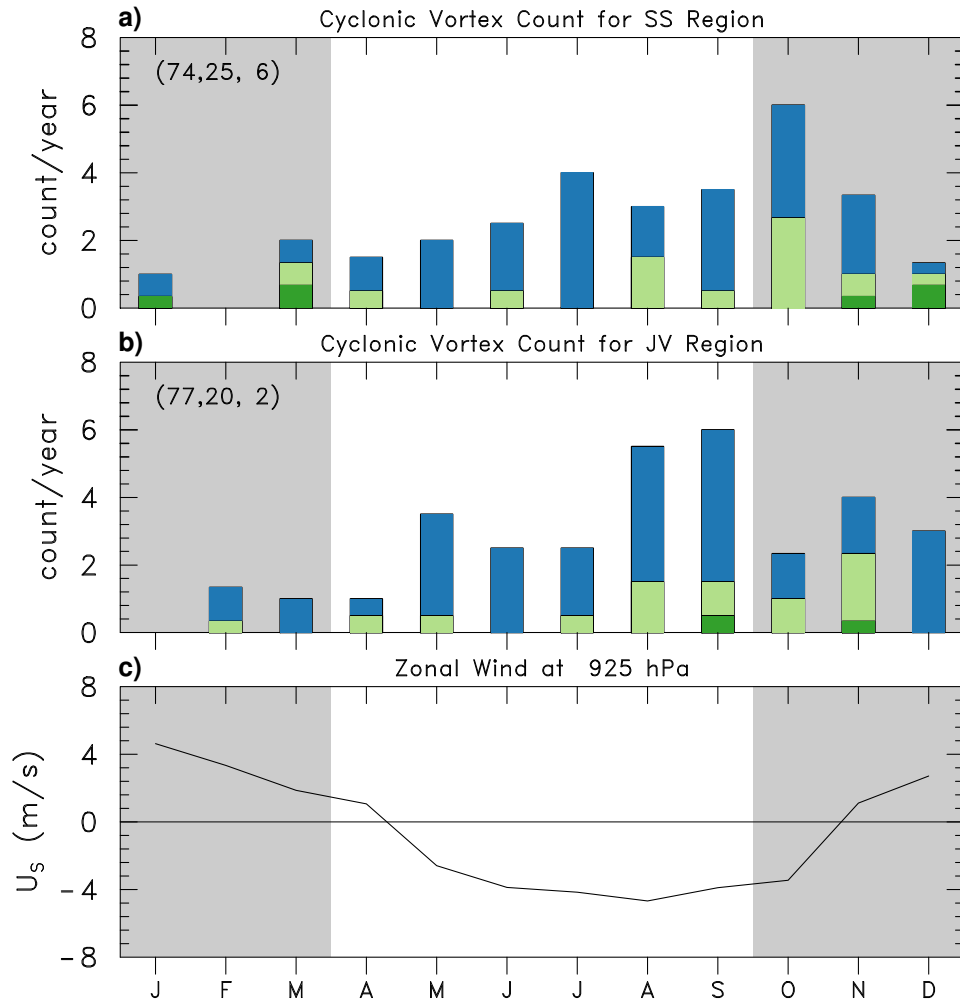 a) Cyclonic Vortex Count for SS Region
(74,25, 6)
count/year
8
6
4
2
0
b) Cyclonic Vortex Count for JV Region
(77,20, 2)
count/year
8
6
4
2
0
c) Zonal Wind at 925 hPa
U_S (m/s)
8
4
0
-4
-8
J F M A M J J A S O N D